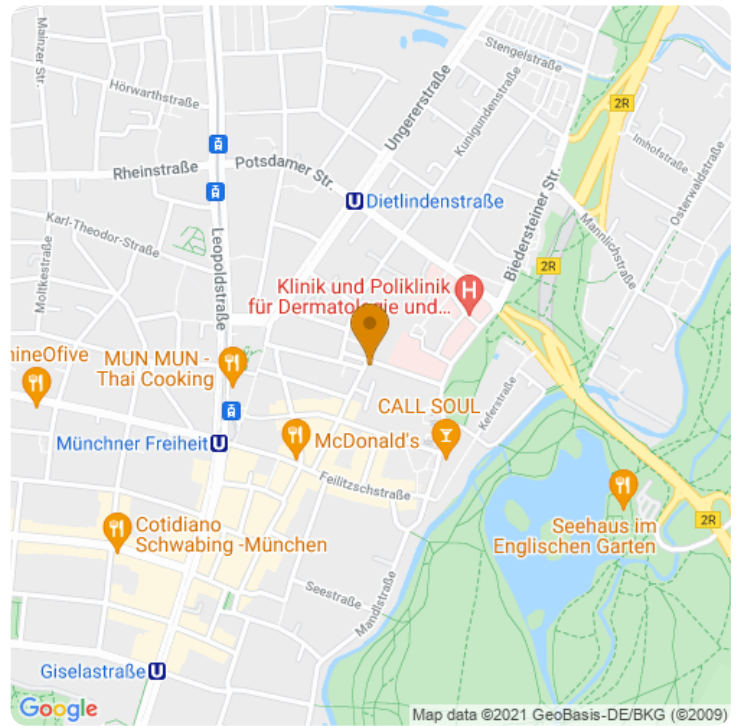 Mainzer Str.
Hörwarthstraße
Ungererstraße
Stengelstraße
Kunigundenstraße
2R
Imhofstraße
Osterwaldstraße
Rheinstraße
Potsdamer Str.
Dietlindenstraße
Biedersteiner Str.
Mannlichstraße
Karl-Theodor-Straße
Moltkestraße
Leopoldstraße
2R
Klinik und Poliklinik
für Dermatologie und...
H
nineOfive
MUN MUN -
Thai Cooking
CALL SOUL
Keferstraße
Münchner Freiheit
McDonald's
Feilitzschstraße
Cotidiano
Schwabing -München
Seehaus im
Englischen Garten
2R
Seestraße
Mandlstraße
Giselastraße
Google
Map data ©2021 GeoBasis-DE/BKG (©2009)